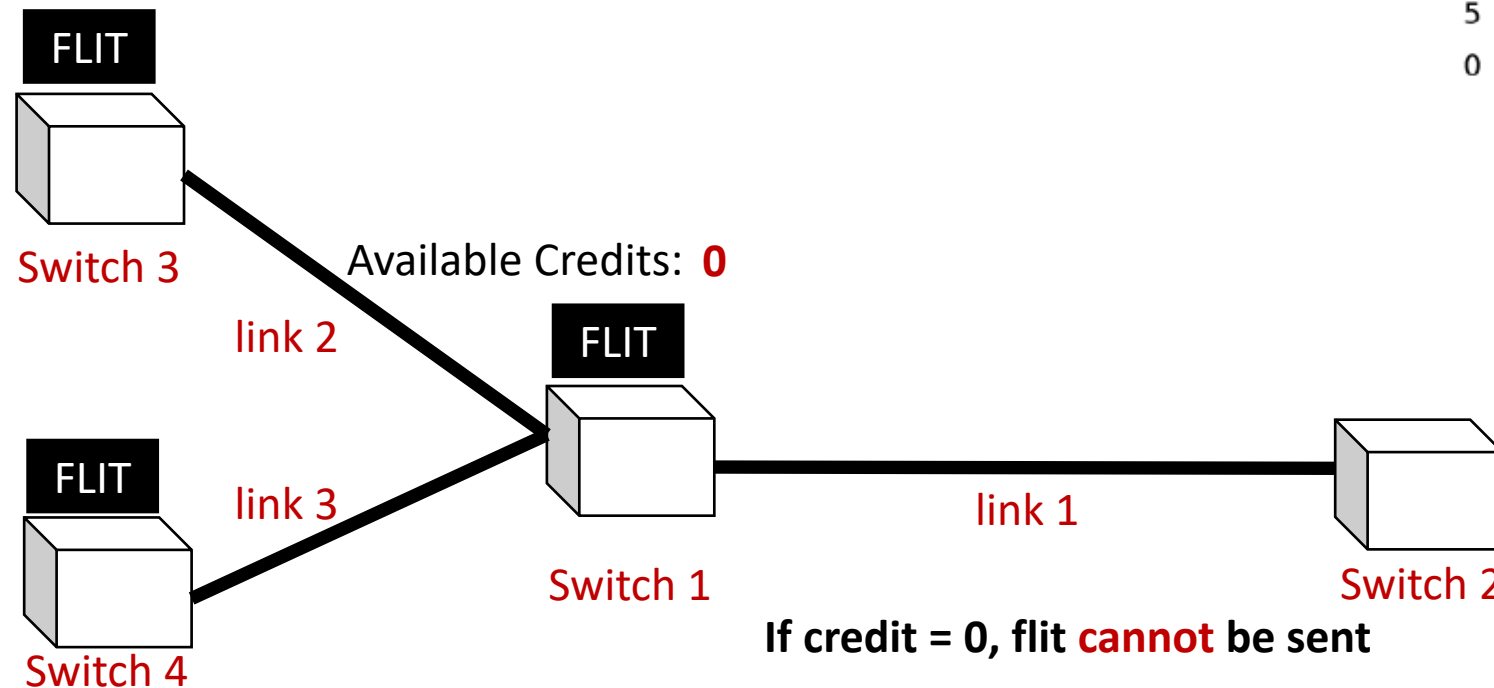 5
FLIT
0
Switch 3
Available Credits: 0
link 2
FLIT
FLIT
link 3
link 1
Switch 1
Switch 2
If credit = 0, flit cannot be sent
Switch 4